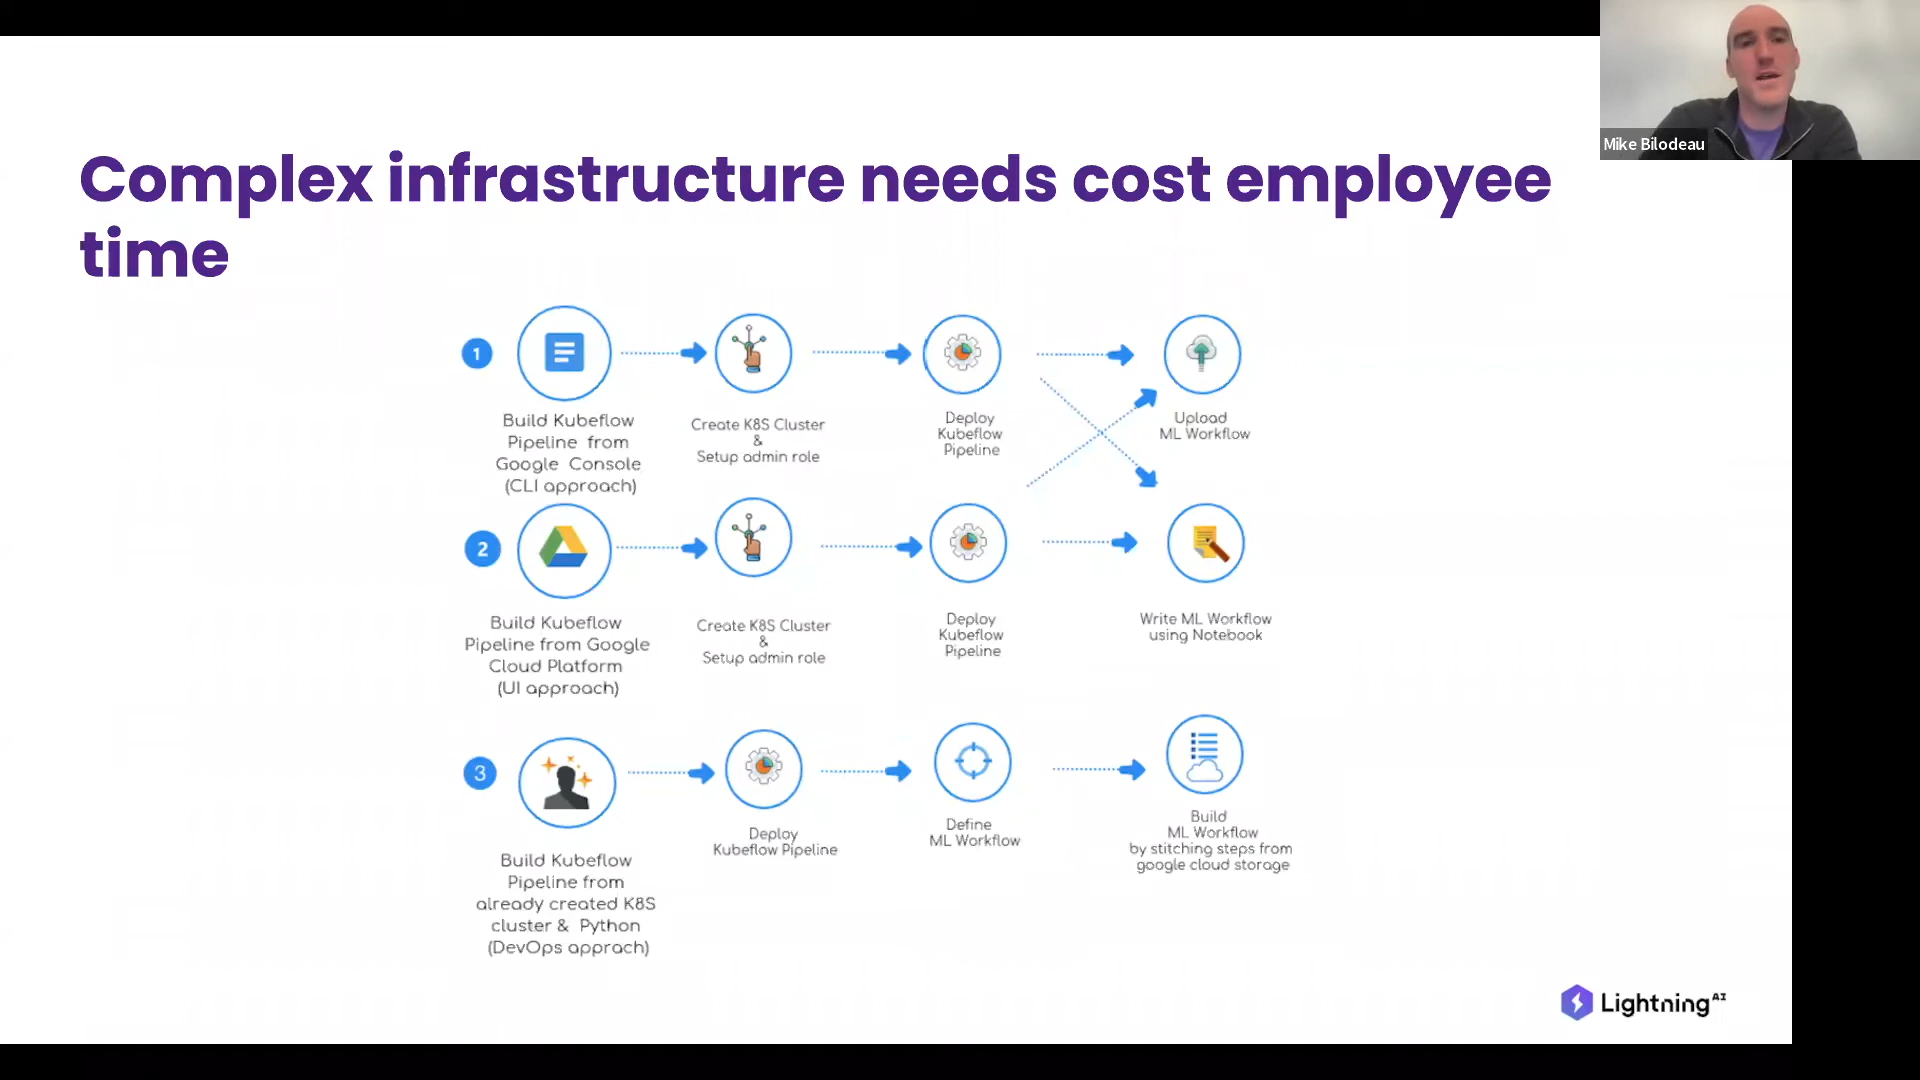 Mike Bilodeau
Complex infrastructure needs cost employee
time
1
Build Kubeflow
Pipeline from
Google Console
(CLI approach)
Create K8S Cluster
&
Setup admin role
Deploy
Kubeflow
Pipeline
Upload
ML Workflow
2
Build Kubeflow
Pipeline from Google
Cloud Platform
(UI approach)
Create K8S Cluster
&
Setup admin role
Deploy
Kubeflow
Pipeline
Write ML Workflow
using Notebook
3
Build Kubeflow
Pipeline from
already created K8S
cluster & Python
(DevOps apprach)
Deploy
Kubeflow Pipeline
Define
ML Workflow
Build
ML Workflow
by stitching steps from
google cloud storage
Lightning AI